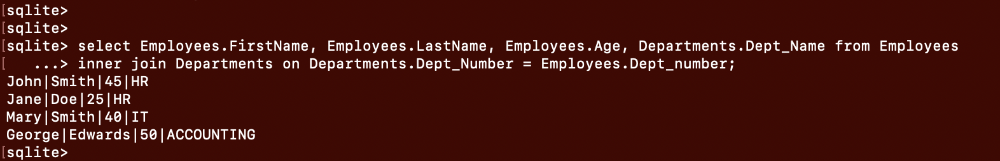 [sqlite>
[sqlite>
[sqlite> select Employees.FirstName, Employees.LastName, Employees.Age, Departments.Dept_Name from Employees
[   ...> inner join Departments on Departments.Dept_Number = Employees.Dept_number;
John|Smith|45|HR
Jane|Doe|25|HR
Mary|Smith|40|IT
George|Edwards|50|ACCOUNTING
[sqlite>